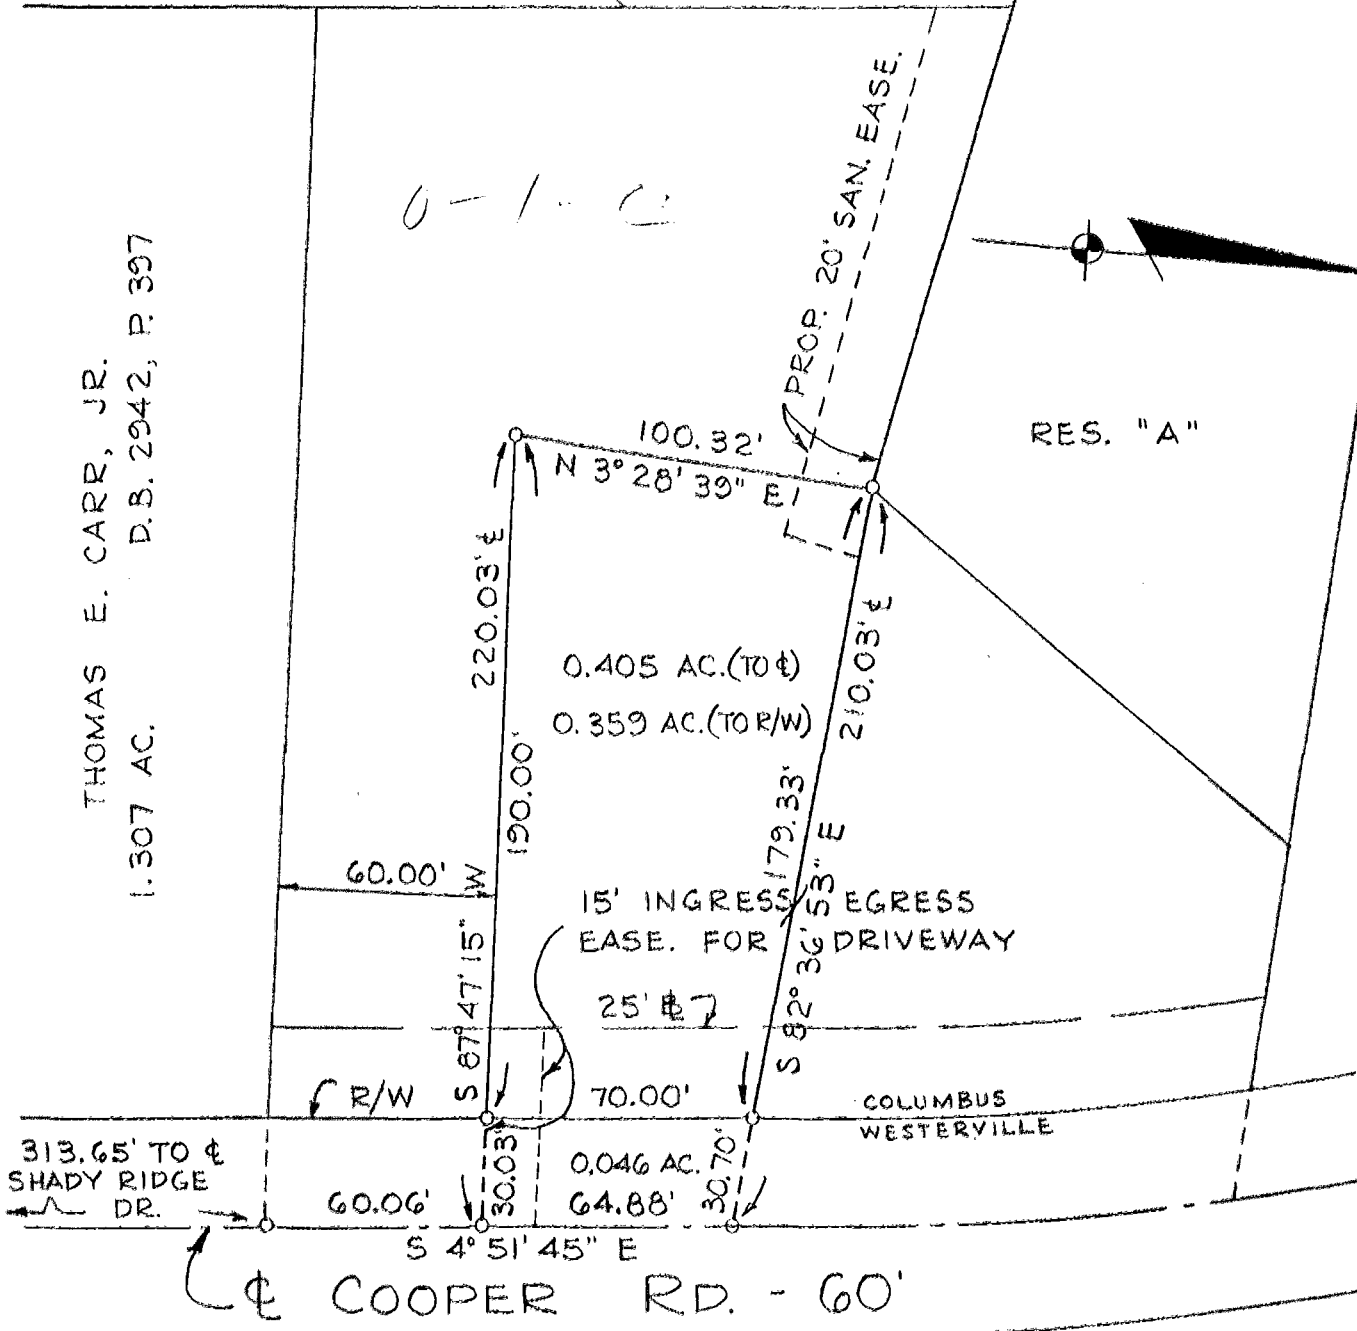 0-1-C
PROP. 20' SAN. EASE.
THOMAS E. CARR, JR.
1.307 AC. D.B. 2942, P. 397
RES. "A"
100.32'
N 3° 28' 39" E
220.03' ℄
190.00'
S 87° 47' 15" W
0.405 AC. (TO ℄)
0.359 AC. (TO R/W)
210.03' ℄
179.33'
S 82° 36' 53" E
60.00'
15' INGRESS EGRESS
EASE. FOR DRIVEWAY
25'
R/W
70.00'
COLUMBUS
WESTERVILLE
313.65' TO ℄
SHADY RIDGE
DR.
60.06'
30.03'
0.046 AC.
64.88'
30.70'
S 4° 51' 45" E
℄ COOPER RD. - 60'